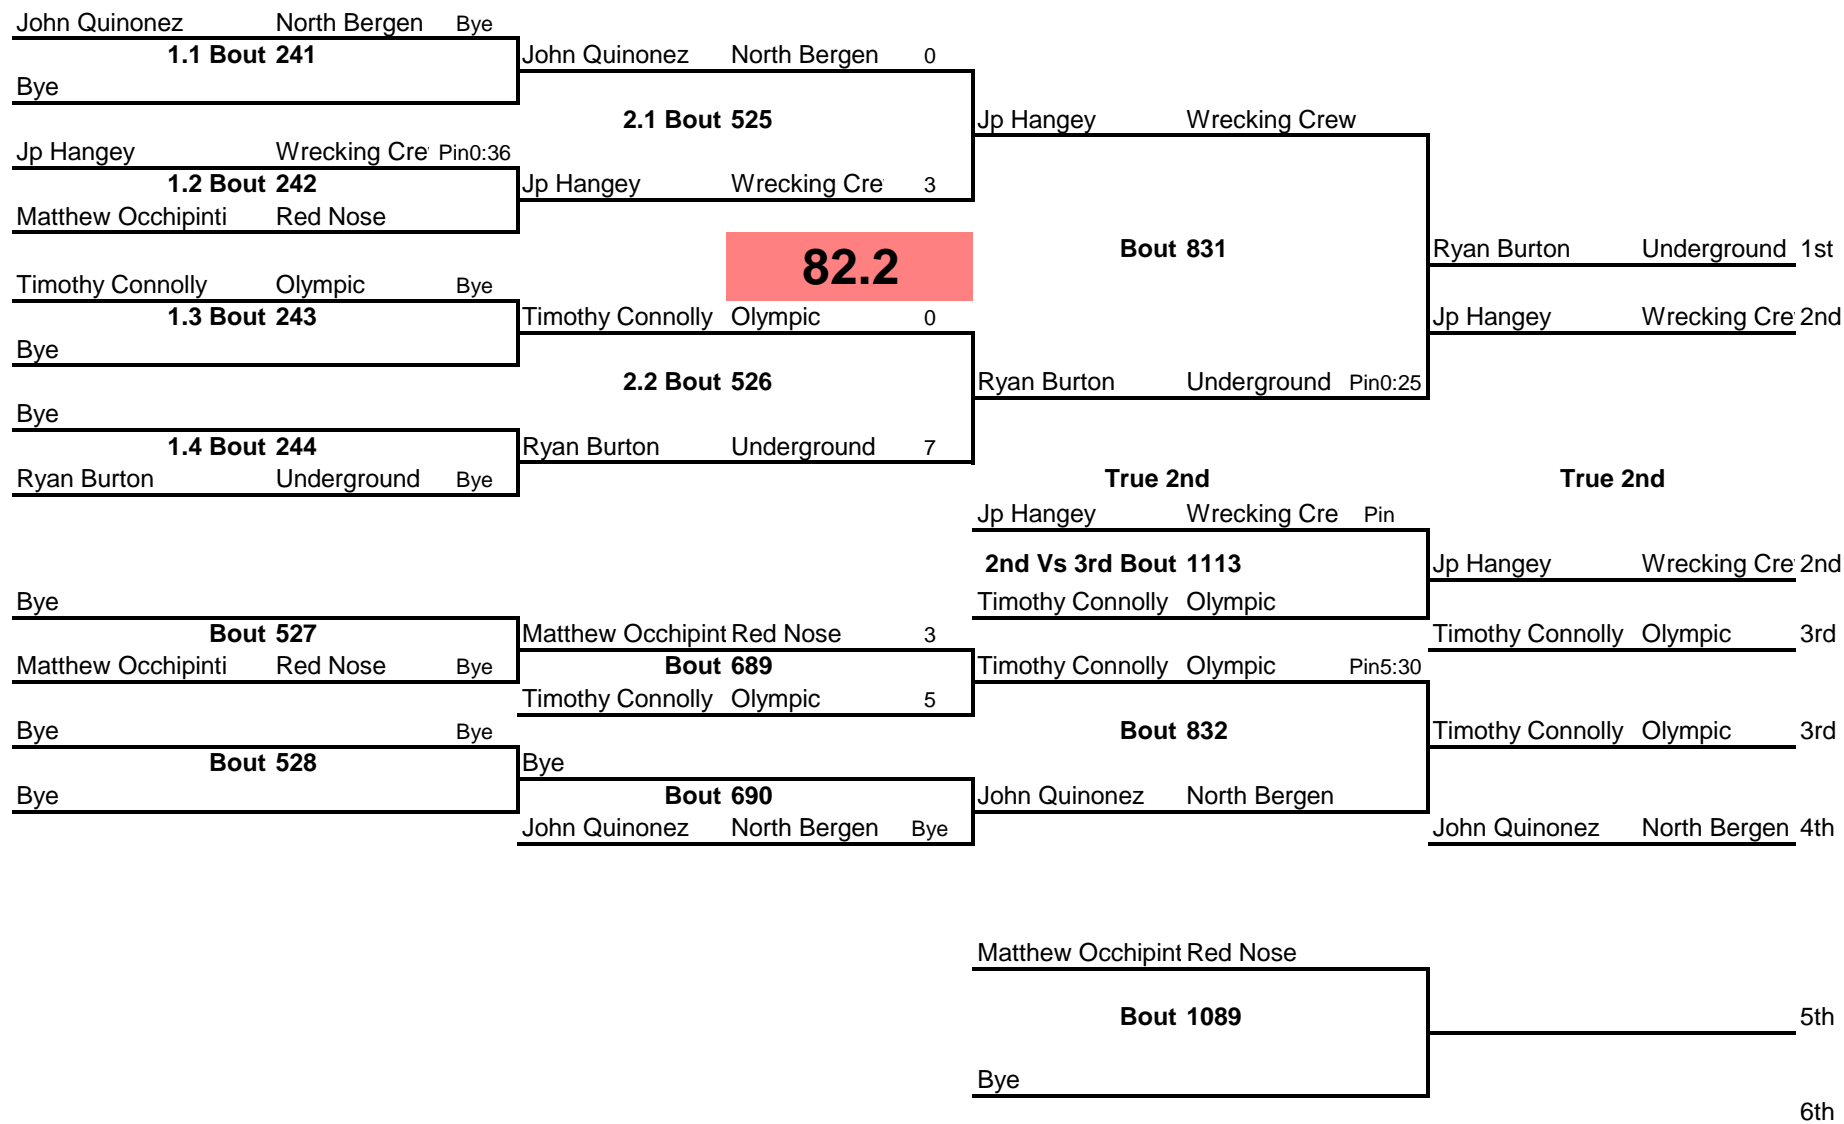 John Quinonez North Bergen Bye
1.1 Bout 241
John Quinonez North Bergen 0
Bye
2.1 Bout 525
Jp Hangey Wrecking Crew
Jp Hangey Wrecking Cre Pin0:36
1.2 Bout 242
Jp Hangey Wrecking Cre 3
Matthew Occhipinti Red Nose
82.2
Bout 831
Ryan Burton Underground 1st
Timothy Connolly Olympic Bye
1.3 Bout 243
Timothy Connolly Olympic 0
Jp Hangey Wrecking Cre 2nd
Bye
2.2 Bout 526
Ryan Burton Underground Pin0:25
Bye
1.4 Bout 244
Ryan Burton Underground 7
Ryan Burton Underground Bye
True 2nd True 2nd
Jp Hangey Wrecking Cre Pin
2nd Vs 3rd Bout 1113
Jp Hangey Wrecking Cre 2nd
Bye
Timothy Connolly Olympic
Bout 527
Matthew Occhipint Red Nose 3
Timothy Connolly Olympic 3rd
Matthew Occhipinti Red Nose Bye
Bout 689
Timothy Connolly Olympic Pin5:30
Timothy Connolly Olympic 5
Bye Bye
Bout 832
Timothy Connolly Olympic 3rd
Bout 528
Bye
Bye
Bout 690
John Quinonez North Bergen
John Quinonez North Bergen Bye
John Quinonez North Bergen 4th
Matthew Occhipint Red Nose
Bout 1089
5th
Bye
6th